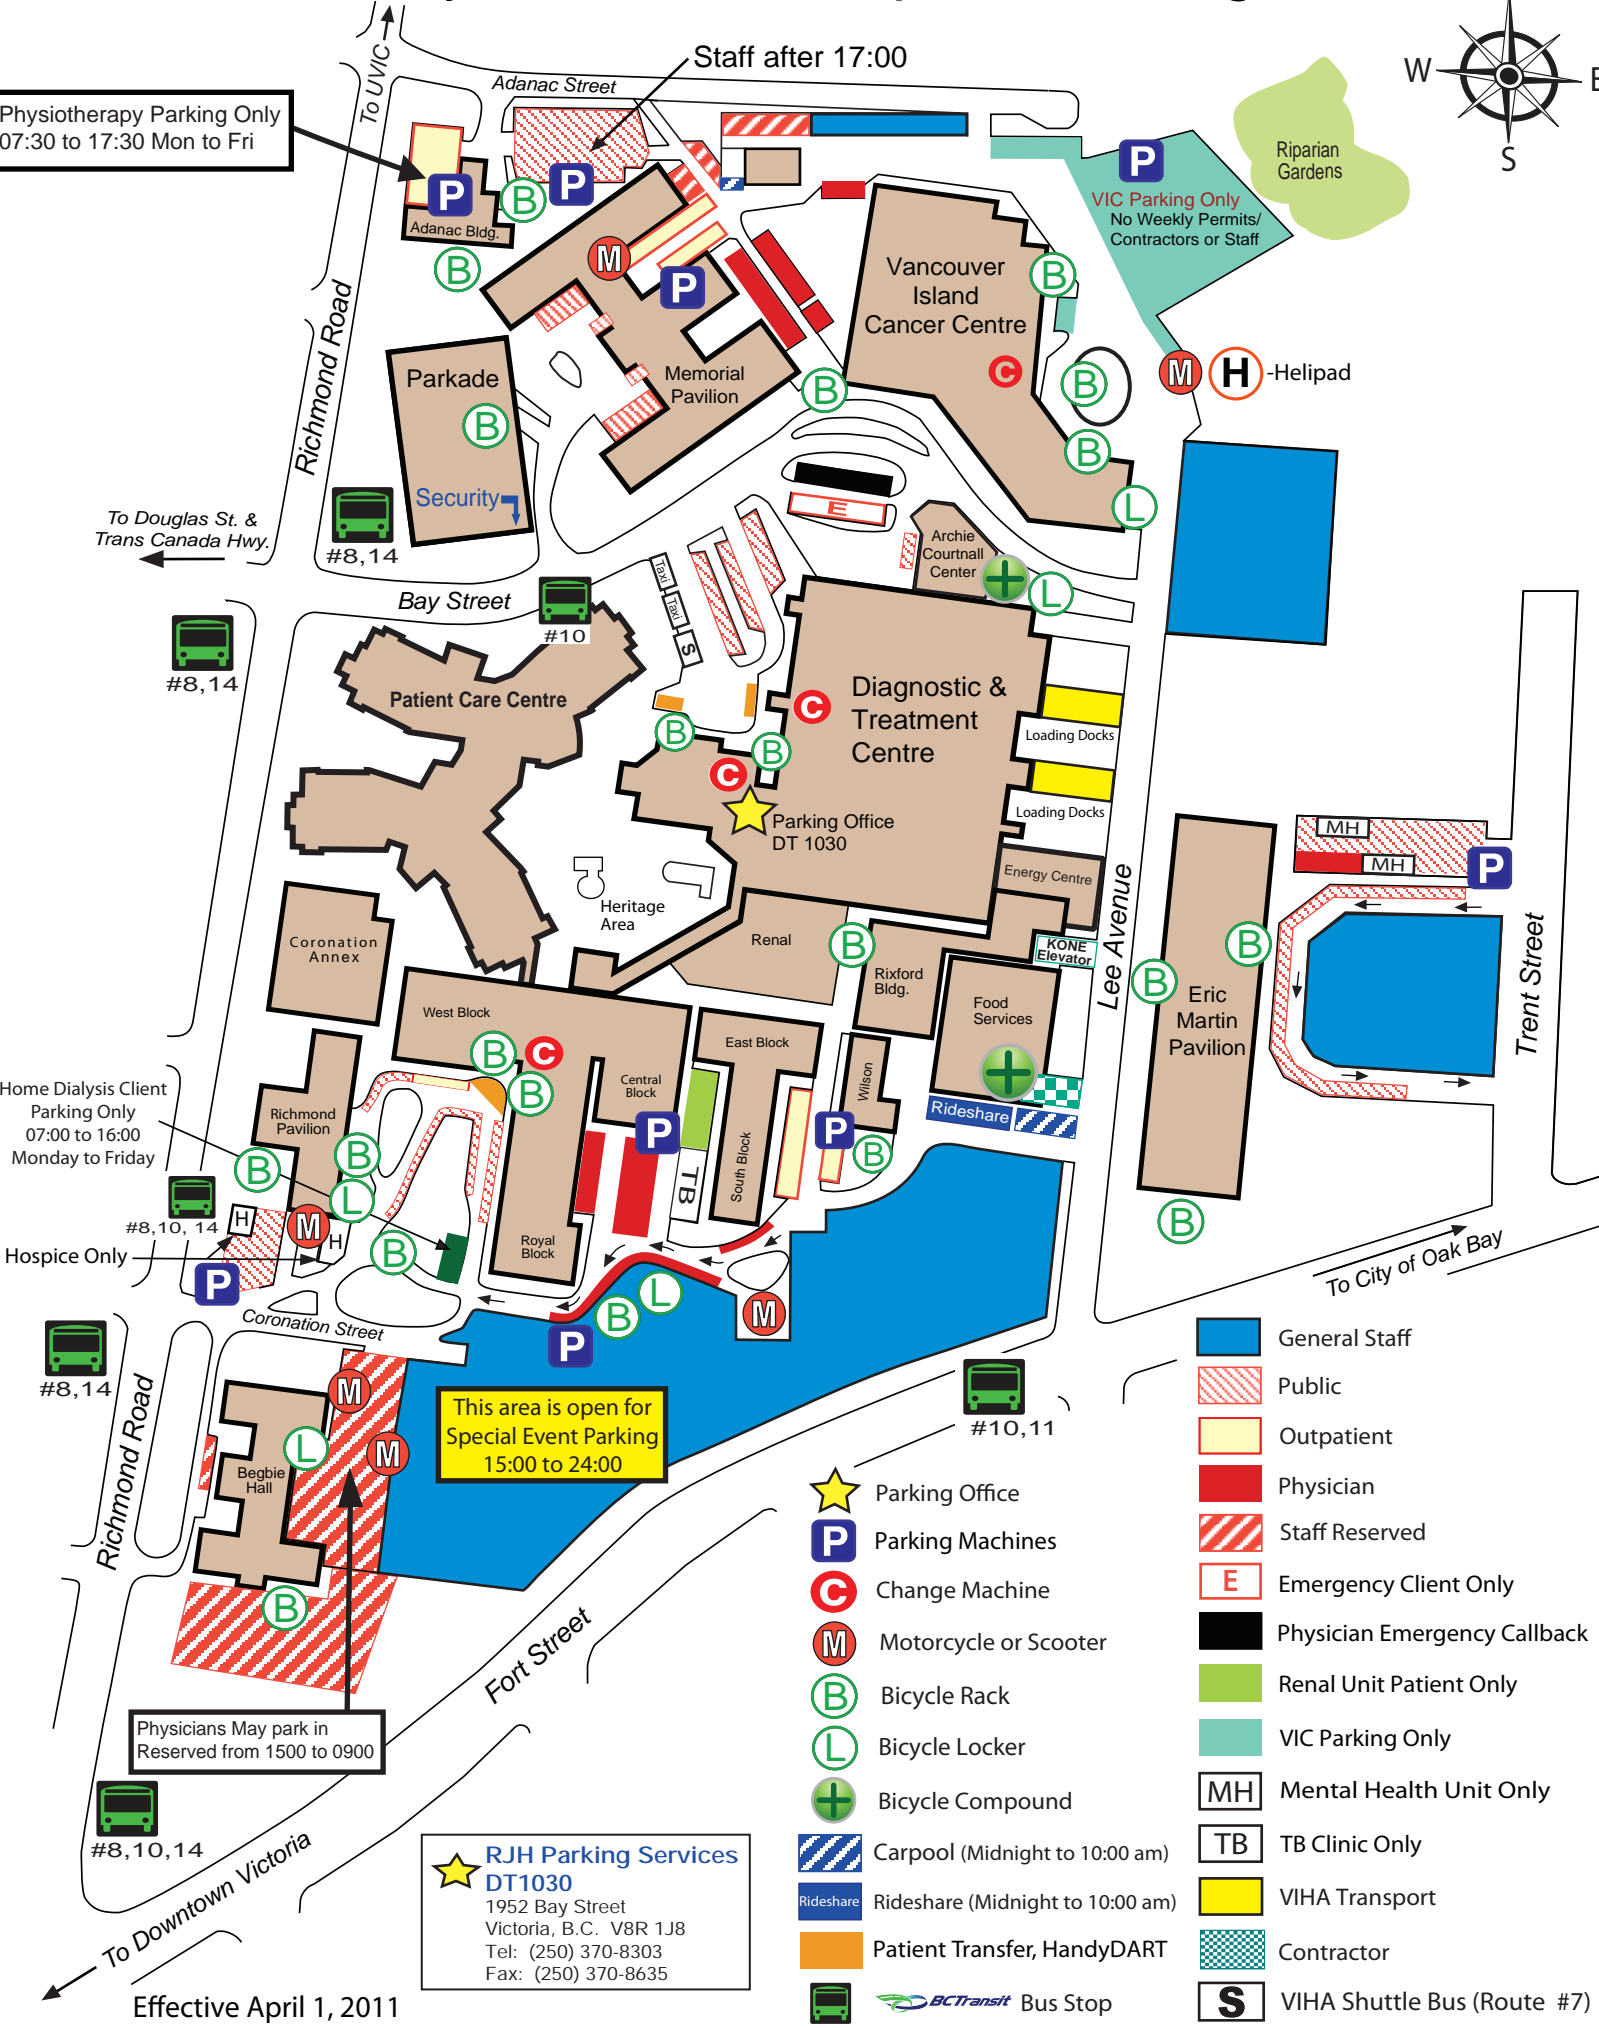 Staff after 17:00
Adanac Street
To UVIC
Physiotherapy Parking Only
07:30 to 17:30 Mon to Fri
W
E
S
Riparian
Gardens
P
P
P
VIC Parking Only
No Weekly Permits/
Contractors or Staff
Adanac Bldg.
B
B
M
P
Vancouver
Island
Cancer Centre
B
C
B
B
B
L
M
H
-Helipad
Richmond Road
Parkade
B
Security
Memorial
Pavilion
#8,14
To Douglas St. &
Trans Canada Hwy.
E
Archie
Courtnall
Center
L
Bay Street
#10
Taxi
Taxi
S
#8,14
Patient Care Centre
Diagnostic &
Treatment
Centre
C
B
B
C
Parking Office
DT 1030
Loading Docks
Loading Docks
Energy Centre
Heritage
Area
MH
MH
P
Lee Avenue
Trent Street
Coronation
Annex
Renal
B
Rixford
Bldg.
KONE
Elevator
Food
Services
B
B
Eric
Martin
Pavilion
B
West Block
East Block
B
C
B
Central
Block
Wilson
Home Dialysis Client
Parking Only
07:00 to 16:00
Monday to Friday
Richmond
Pavilion
B
B
L
P
TB
South Block
P
B
Rideshare
#8,10, 14
H
M
H
Hospice Only
P
B
Royal
Block
B
L
M
P
To City of Oak Bay
Coronation Street
#8,14
Richmond Road
M
M
L
Begbie
Hall
B
This area is open for
Special Event Parking
15:00 to 24:00
#10,11
Fort Street
Physicians May park in
Reserved from 1500 to 0900
#8,10,14
To Downtown Victoria
RJH Parking Services
DT1030
1952 Bay Street
Victoria, B.C. V8R 1J8
Tel: (250) 370-8303
Fax: (250) 370-8635
Effective April 1, 2011
Parking Office
P Parking Machines
C Change Machine
M Motorcycle or Scooter
B Bicycle Rack
L Bicycle Locker
Bicycle Compound
Carpool (Midnight to 10:00 am)
Rideshare Rideshare (Midnight to 10:00 am)
Patient Transfer, HandyDART
BCTransit Bus Stop
General Staff
Public
Outpatient
Physician
Staff Reserved
E Emergency Client Only
Physician Emergency Callback
Renal Unit Patient Only
VIC Parking Only
MH Mental Health Unit Only
TB TB Clinic Only
VIHA Transport
Contractor
S VIHA Shuttle Bus (Route #7)